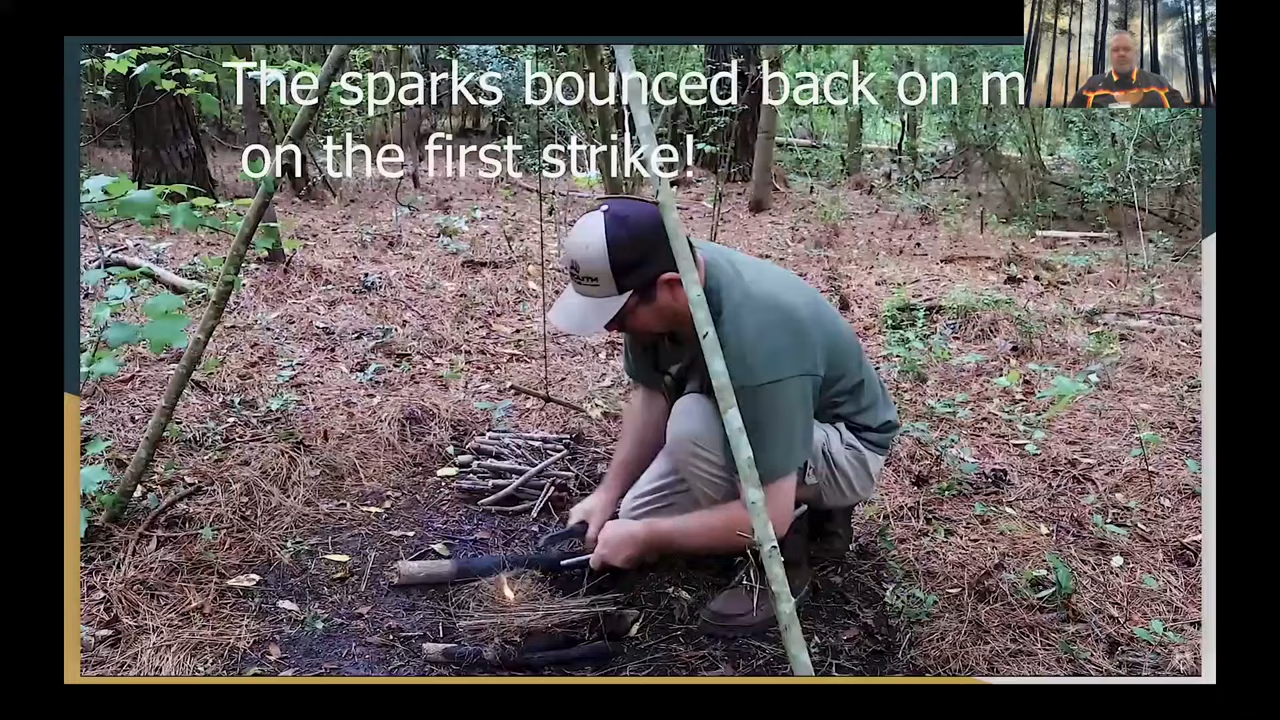 The sparks bounced back on m
on the first strike!